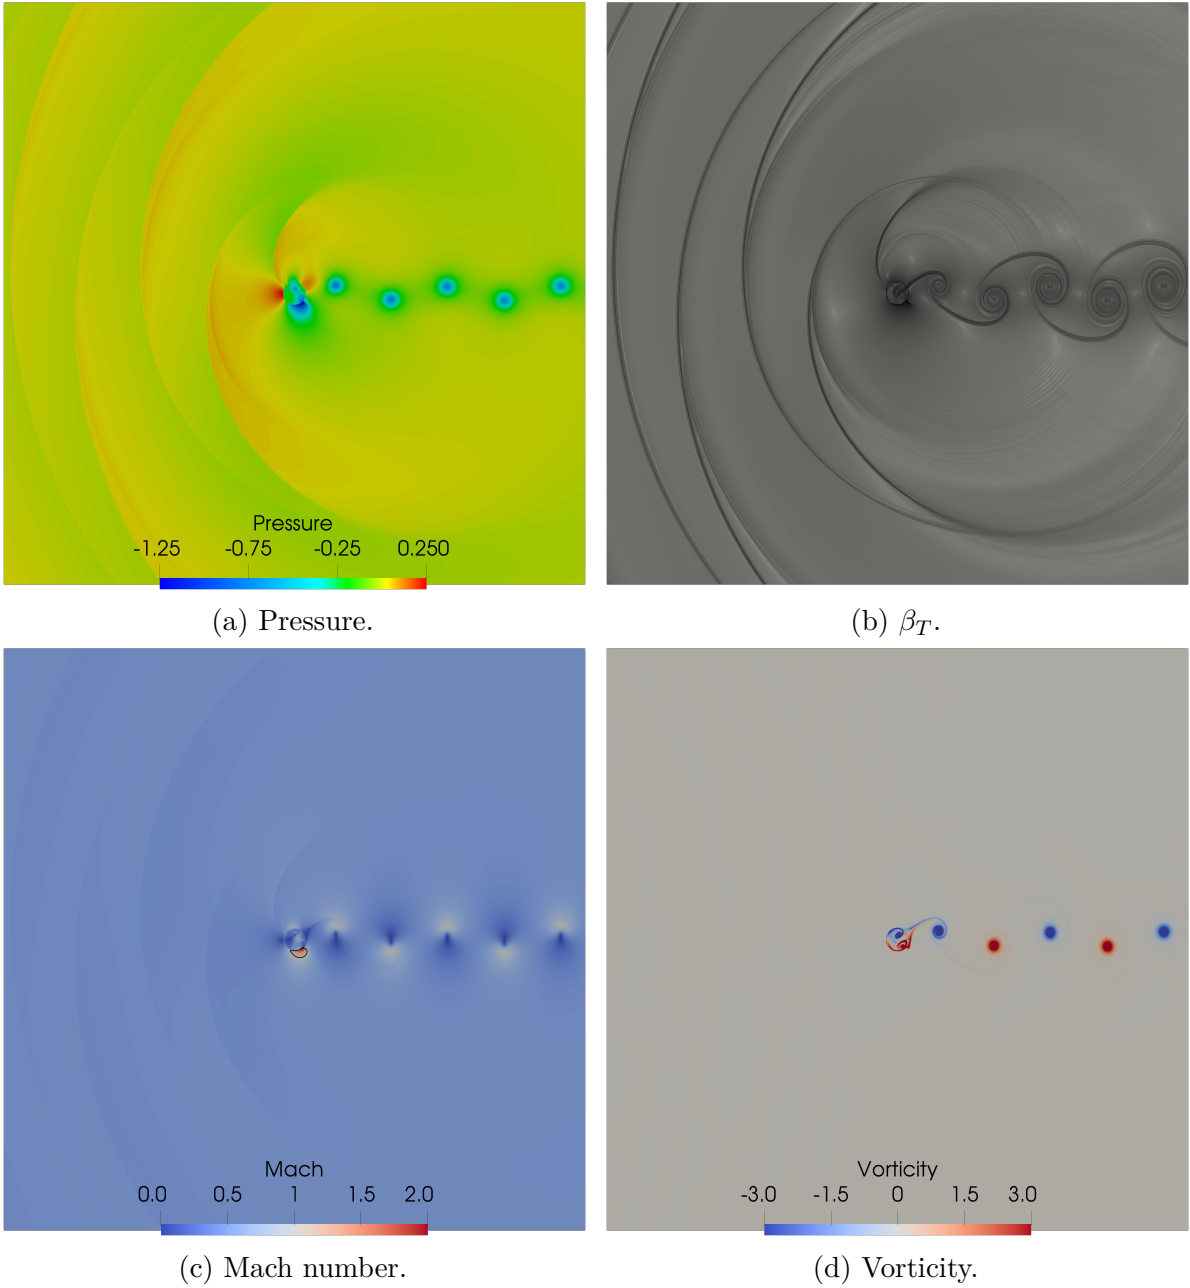 Pressure
-1.25 -0.75 -0.25 0.250
(a) Pressure.
(b) β_T.
Mach
0.0 0.5 1 1.5 2.0
Vorticity
-3.0 -1.5 0 1.5 3.0
(c) Mach number.
(d) Vorticity.